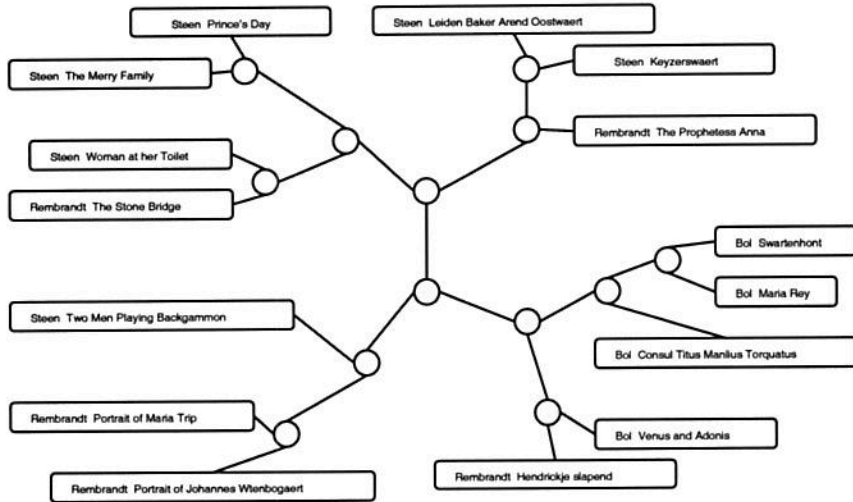 Steen Prince's Day
Steen Leiden Baker Arend Oostwaert
Steen The Merry Family
Steen Keyzerswaert
Rembrandt The Prophetess Anna
Steen Woman at her Toilet
Rembrandt The Stone Bridge
Bol Swartenhont
Bol Maria Rey
Steen Two Men Playing Backgammon
Bol Consul Titus Manlius Torquatus
Rembrandt Portrait of Maria Trip
Bol Venus and Adonis
Rembrandt Hendrickje slapend
Rembrandt Portrait of Johannes Wtenbogaert